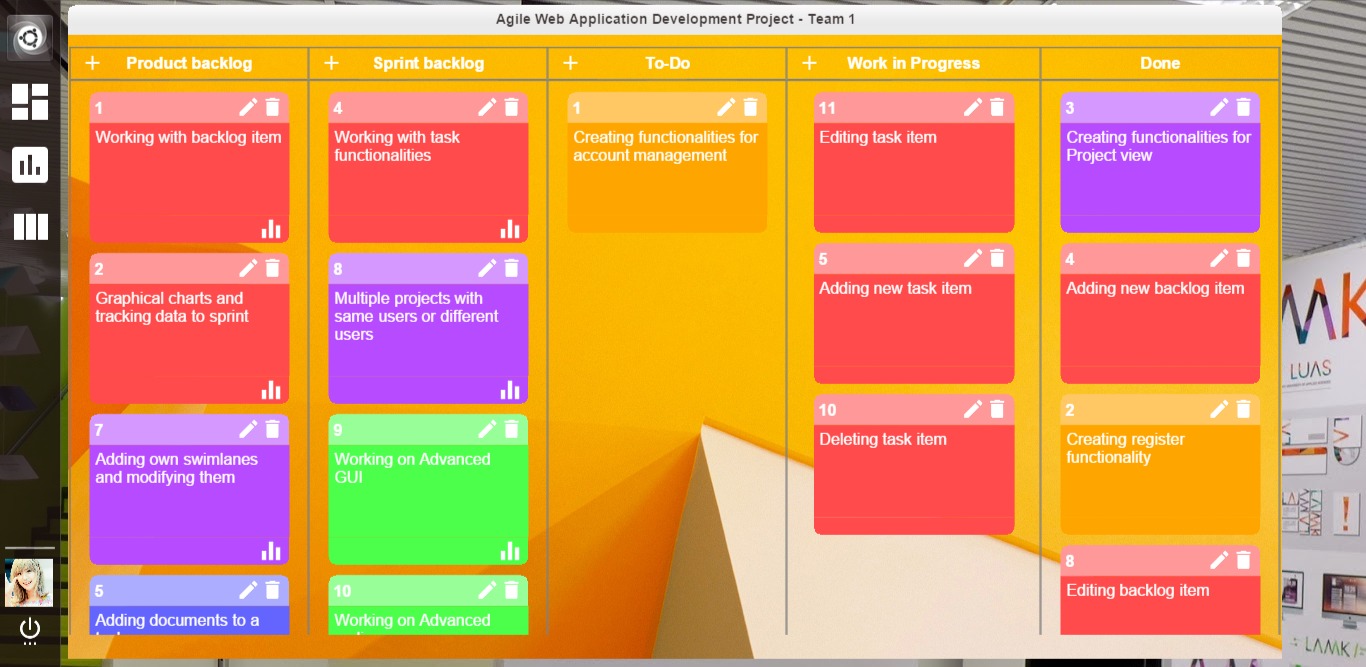 Agile Web Application Development Project - Team 1
+ Product backlog
+ Sprint backlog
+ To-Do
+ Work in Progress
Done
1
Working with backlog item
2
Graphical charts and
tracking data to sprint
7
Adding own swimlanes
and modifying them
5
Adding documents to a
4
Working with task
functionalities
8
Multiple projects with
same users or different
users
9
Working on Advanced
GUI
10
Working on Advanced
1
Creating functionalities for
account management
11
Editing task item
5
Adding new task item
10
Deleting task item
3
Creating functionalities for
Project view
4
Adding new backlog item
2
Creating register
functionality
8
Editing backlog item
LUAS